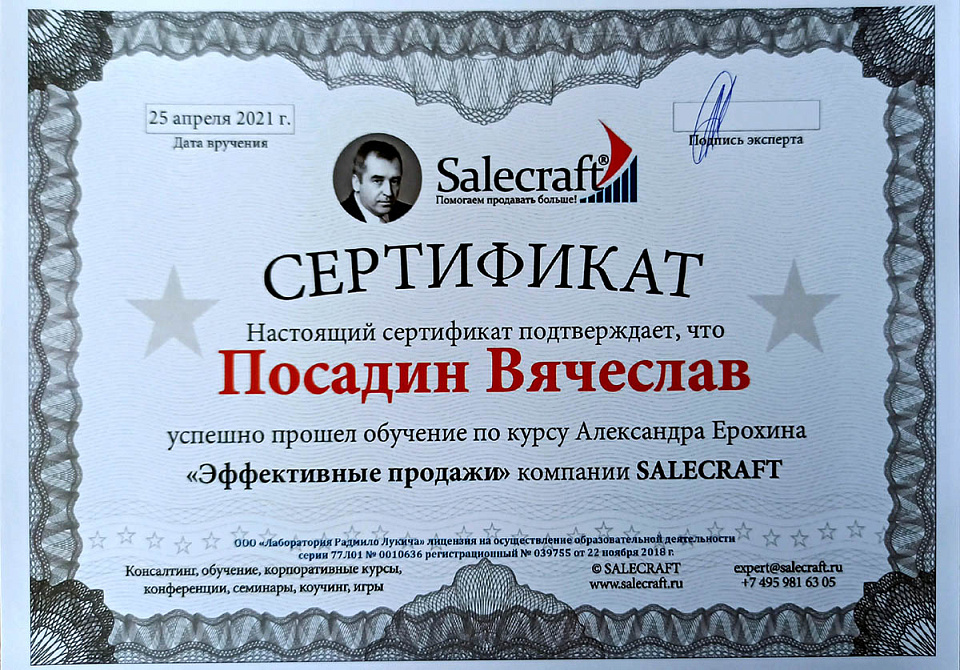 25 апреля 2021 г.
Дата вручения
Подпись эксперта
Salecraft®
Помогаем продавать больше!
СЕРТИФИКАТ
Настоящий сертификат подтверждает, что
Посадин Вячеслав
успешно прошел обучение по курсу Александра Ерохина
«Эффективные продажи» компании SALECRAFT
ООО «Лаборатория Радмило Лукича» лицензия на осуществление образовательной деятельности
серии 77Л01 № 0010636 регистрационный № 039755 от 22 ноября 2018 г.
Консалтинг, обучение, корпоративные курсы,
конференции, семинары, коучинг, игры
© SALECRAFT
www.salecraft.ru
expert@salecraft.ru
+7 495 981 63 05